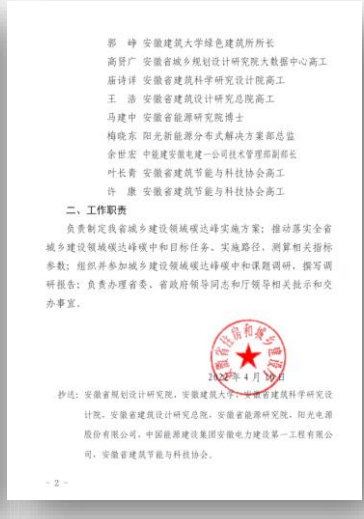 郭　峥 安徽建筑大学绿色建筑所所长
高贤广 安徽省城乡规划设计研究院大数据中心高工
庙诗详 安徽省建筑科学研究设计院高工
王　浩 安徽省建筑设计研究总院高工
马建中 安徽省能源研究院博士
梅晓东 阳光新能源分布式解决方案部总监
余世宏 中能建安徽电建一公司技术管理部副部长
叶长青 安徽省建筑节能与科技协会高工
许　康 安徽省建筑节能与科技协会高工
二、工作职责
负责制定我省城乡建设领域碳达峰实施方案；推动落实全省
城乡建设领域碳达峰碳中和目标任务、实施路径、测算相关指标
参数；组织并参加城乡建设领域碳达峰碳中和课题调研、撰写调
研报告；负责办理省委、省政府领导同志和厅领导相关批示和交
办事宜。
安徽省住房和城乡建设厅
2022年4月10日
抄送：安徽省规划设计研究院、安徽建筑大学、安徽省建筑科学研究设
计院、安徽省建筑设计研究总院、安徽省能源研究院、阳光电源
股份有限公司、中国能源建设集团安徽电力建设第一工程有限公
司、安徽省建筑节能与科技协会。
- 2 -